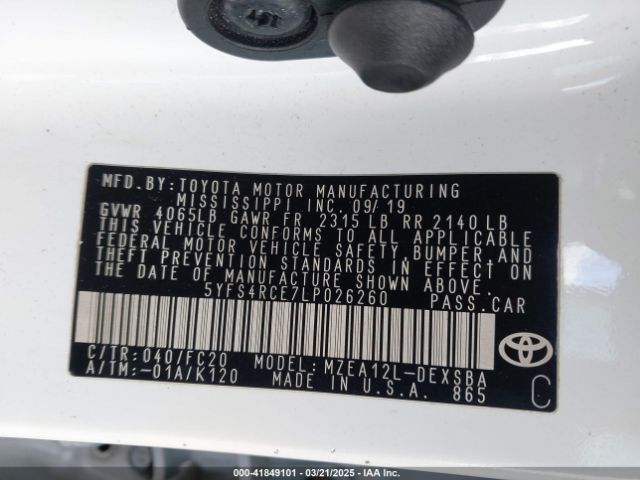 MFD.BY: TOYOTA MOTOR MANUFACTURING
MISSISSIPPI INC. 09/19
GVWR 4065LB GAWR FR 2315 LB RR 2140 LB
THIS VEHICLE CONFORMS TO ALL APPLICABLE
FEDERAL MOTOR VEHICLE SAFETY, BUMPER, AND
THEFT PREVENTION STANDARDS IN EFFECT ON
THE DATE OF MANUFACTURE SHOWN ABOVE.
5YFS4RCE7LP026260 PASS.CAR
C/TR: 040/FC20 MODEL: MZEA12L-DEXSBA
A/TM:-01A/K120 MADE IN U.S.A. 865
C
000-41849101 - 03/21/2025 - IAAI.com